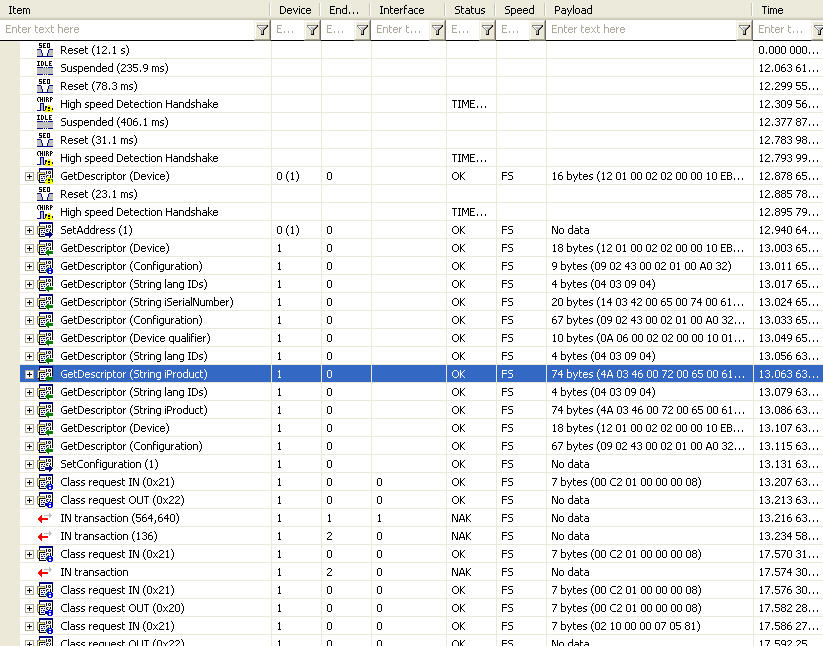 Item Device End... Interface Status Speed Payload Time
Enter text here E... E... Enter t... E... E... Enter text here Enter t...
Reset (12.1 s) 0.000 000...
Suspended (235.9 ms) 12.063 61...
Reset (78.3 ms) 12.299 55...
High speed Detection Handshake TIME... 12.309 56...
Suspended (406.1 ms) 12.377 87...
Reset (31.1 ms) 12.783 98...
High speed Detection Handshake TIME... 12.793 99...
GetDescriptor (Device) 0 (1) 0 OK FS 16 bytes (12 01 00 02 02 00 00 10 EB... 12.878 65...
Reset (23.1 ms) 12.885 78...
High speed Detection Handshake TIME... 12.895 79...
SetAddress (1) 0 (1) 0 OK FS No data 12.940 64...
GetDescriptor (Device) 1 0 OK FS 18 bytes (12 01 00 02 02 00 00 10 EB... 13.003 65...
GetDescriptor (Configuration) 1 0 OK FS 9 bytes (09 02 43 00 02 01 00 A0 32) 13.011 65...
GetDescriptor (String lang IDs) 1 0 OK FS 4 bytes (04 03 09 04) 13.017 65...
GetDescriptor (String iSerialNumber) 1 0 OK FS 20 bytes (14 03 42 00 65 00 74 00 61... 13.024 65...
GetDescriptor (Configuration) 1 0 OK FS 67 bytes (09 02 43 00 02 01 00 A0 32... 13.033 65...
GetDescriptor (Device qualifier) 1 0 OK FS 10 bytes (0A 06 00 02 02 00 00 10 01... 13.049 65...
GetDescriptor (String lang IDs) 1 0 OK FS 4 bytes (04 03 09 04) 13.056 63...
GetDescriptor (String iProduct) 1 0 OK FS 74 bytes (4A 03 46 00 72 00 65 00 61... 13.063 63...
GetDescriptor (String lang IDs) 1 0 OK FS 4 bytes (04 03 09 04) 13.079 63...
GetDescriptor (String iProduct) 1 0 OK FS 74 bytes (4A 03 46 00 72 00 65 00 61... 13.086 63...
GetDescriptor (Device) 1 0 OK FS 18 bytes (12 01 00 02 02 00 00 10 EB... 13.107 63...
GetDescriptor (Configuration) 1 0 OK FS 67 bytes (09 02 43 00 02 01 00 A0 32... 13.115 63...
SetConfiguration (1) 1 0 OK FS No data 13.131 63...
Class request IN (0x21) 1 0 0 OK FS 7 bytes (00 C2 01 00 00 00 08) 13.207 63...
Class request OUT (0x22) 1 0 0 OK FS No data 13.213 63...
IN transaction (564,640) 1 1 1 NAK FS No data 13.216 63...
IN transaction (136) 1 2 0 NAK FS No data 13.234 58...
Class request IN (0x21) 1 0 0 OK FS 7 bytes (00 C2 01 00 00 00 08) 17.570 31...
IN transaction 1 2 0 NAK FS No data 17.574 30...
Class request IN (0x21) 1 0 0 OK FS 7 bytes (00 C2 01 00 00 00 08) 17.576 30...
Class request OUT (0x20) 1 0 0 OK FS 7 bytes (00 C2 01 00 00 00 08) 17.582 28...
Class request IN (0x21) 1 0 0 OK FS 7 bytes (02 10 00 00 07 05 81) 17.586 27...
Class request OUT (0x22) 1 0 0 OK FS No data 17.592 25...